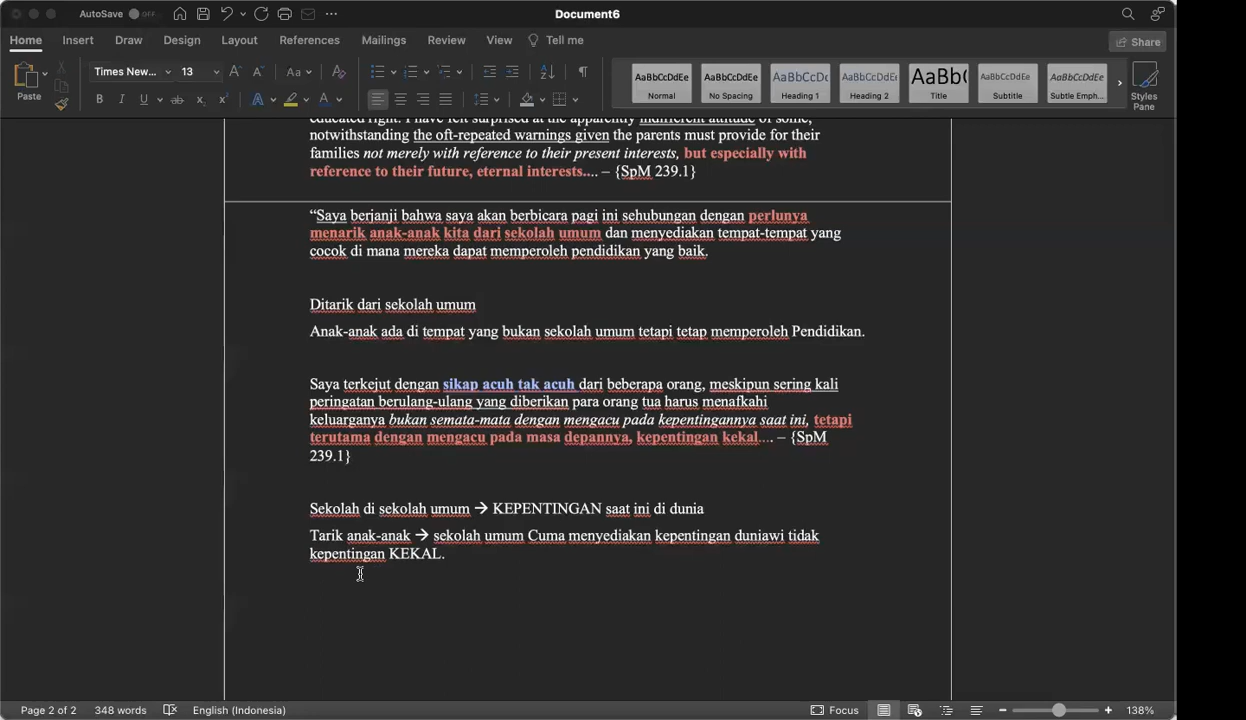 AutoSave OFF
Document6
Home Insert Draw Design Layout References Mailings Review View Tell me Share
Paste
Times New... 13
AaBbCcDdEe Normal
AaBbCcDdEe No Spacing
AaBbCcDc Heading 1
AaBbCcDdEe Heading 2
AaBb( Title
AaBbCcDdEe Subtitle
AaBbCcDdEe Subtle Emph...
Styles Pane
educated right. I have felt surprised at the apparently indifferent attitude of some,
notwithstanding the oft-repeated warnings given the parents must provide for their
families not merely with reference to their present interests, but especially with
reference to their future, eternal interests.... – {SpM 239.1}
“Saya berjanji bahwa saya akan berbicara pagi ini sehubungan dengan perlunya
menarik anak-anak kita dari sekolah umum dan menyediakan tempat-tempat yang
cocok di mana mereka dapat memperoleh pendidikan yang baik.
Ditarik dari sekolah umum
Anak-anak ada di tempat yang bukan sekolah umum tetapi tetap memperoleh Pendidikan.
Saya terkejut dengan sikap acuh tak acuh dari beberapa orang, meskipun sering kali
peringatan berulang-ulang yang diberikan para orang tua harus menafkahi
keluarganya bukan semata-mata dengan mengacu pada kepentingannya saat ini, tetapi
terutama dengan mengacu pada masa depannya, kepentingan kekal.... – {SpM
239.1}
Sekolah di sekolah umum → KEPENTINGAN saat ini di dunia
Tarik anak-anak → sekolah umum Cuma menyediakan kepentingan duniawi tidak
kepentingan KEKAL.
Page 2 of 2 348 words English (Indonesia) Focus 138%